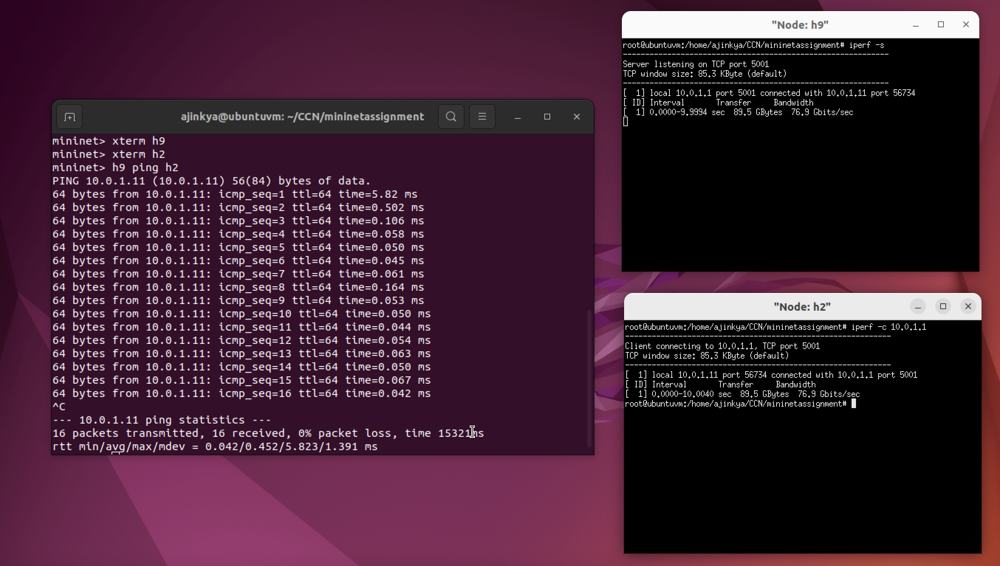 ajinkya@ubuntuvm: ~/CCN/mininetassignment
mininet> xterm h9
mininet> xterm h2
mininet> h9 ping h2
PING 10.0.1.11 (10.0.1.11) 56(84) bytes of data.
64 bytes from 10.0.1.11: icmp_seq=1 ttl=64 time=5.82 ms
64 bytes from 10.0.1.11: icmp_seq=2 ttl=64 time=0.502 ms
64 bytes from 10.0.1.11: icmp_seq=3 ttl=64 time=0.106 ms
64 bytes from 10.0.1.11: icmp_seq=4 ttl=64 time=0.058 ms
64 bytes from 10.0.1.11: icmp_seq=5 ttl=64 time=0.050 ms
64 bytes from 10.0.1.11: icmp_seq=6 ttl=64 time=0.045 ms
64 bytes from 10.0.1.11: icmp_seq=7 ttl=64 time=0.061 ms
64 bytes from 10.0.1.11: icmp_seq=8 ttl=64 time=0.164 ms
64 bytes from 10.0.1.11: icmp_seq=9 ttl=64 time=0.053 ms
64 bytes from 10.0.1.11: icmp_seq=10 ttl=64 time=0.050 ms
64 bytes from 10.0.1.11: icmp_seq=11 ttl=64 time=0.044 ms
64 bytes from 10.0.1.11: icmp_seq=12 ttl=64 time=0.054 ms
64 bytes from 10.0.1.11: icmp_seq=13 ttl=64 time=0.063 ms
64 bytes from 10.0.1.11: icmp_seq=14 ttl=64 time=0.050 ms
64 bytes from 10.0.1.11: icmp_seq=15 ttl=64 time=0.067 ms
64 bytes from 10.0.1.11: icmp_seq=16 ttl=64 time=0.042 ms
^C
--- 10.0.1.11 ping statistics ---
16 packets transmitted, 16 received, 0% packet loss, time 15321ms
rtt min/avg/max/mdev = 0.042/0.452/5.823/1.391 ms
"Node: h9"
root@ubuntuvm:/home/ajinkya/CCN/mininetassignment# iperf -s
------------------------------------------------------------
Server listening on TCP port 5001
TCP window size: 85.3 KByte (default)
------------------------------------------------------------
[  1] local 10.0.1.1 port 5001 connected with 10.0.1.11 port 56734
[ ID] Interval       Transfer     Bandwidth
[  1] 0.0000-9.9994 sec  89.5 GBytes  76.9 Gbits/sec
"Node: h2"
root@ubuntuvm:/home/ajinkya/CCN/mininetassignment# iperf -c 10.0.1.1
------------------------------------------------------------
Client connecting to 10.0.1.1, TCP port 5001
TCP window size: 85.3 KByte (default)
------------------------------------------------------------
[  1] local 10.0.1.11 port 56734 connected with 10.0.1.1 port 5001
[ ID] Interval       Transfer     Bandwidth
[  1] 0.0000-10.0040 sec  89.5 GBytes  76.9 Gbits/sec
root@ubuntuvm:/home/ajinkya/CCN/mininetassignment#